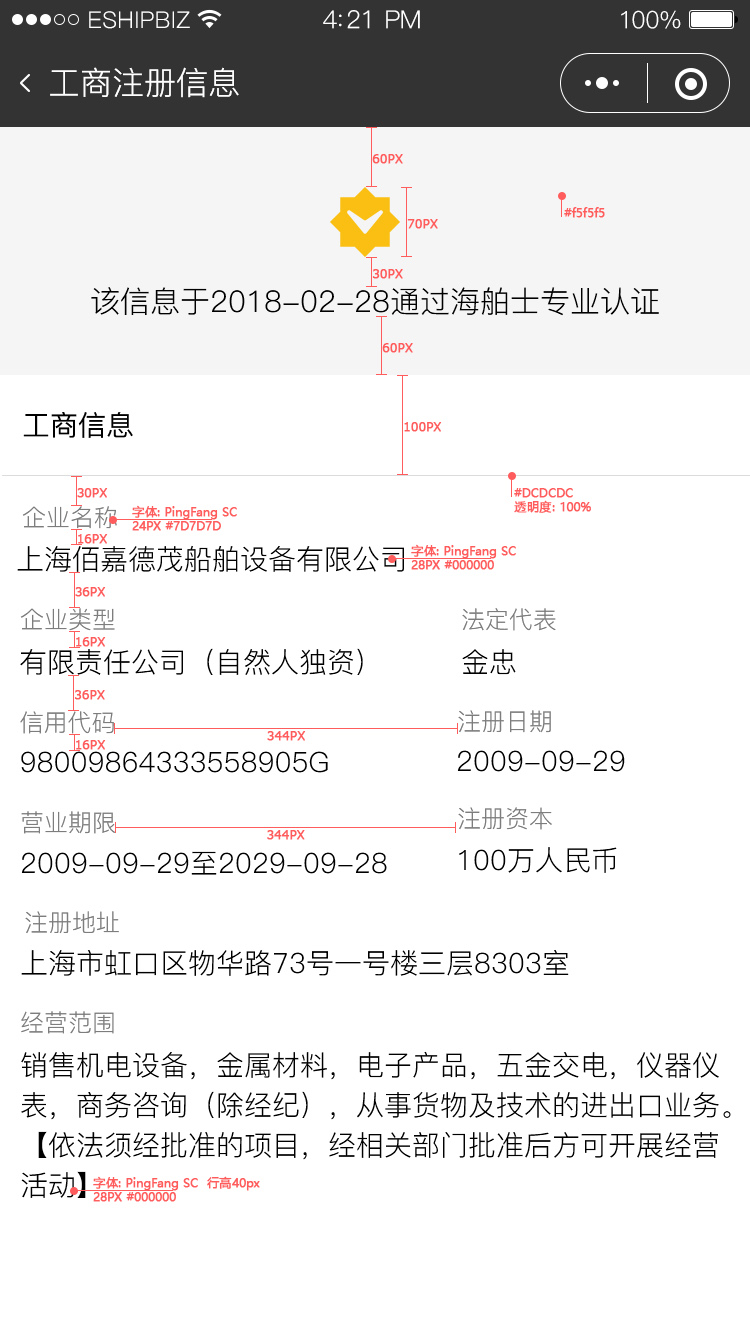 ESHIPBIZ 4:21 PM 100%
工商注册信息
60PX
70PX
#f5f5f5
30PX
该信息于2018-02-28通过海舶士专业认证
60PX
100PX
工商信息
30PX
#DCDCDC
透明度: 100%
企业名称
字体: PingFang SC
24PX #7D7D7D
16PX
上海佰嘉德茂船舶设备有限公司
字体: PingFang SC
28PX #000000
36PX
企业类型 法定代表
16PX
有限责任公司（自然人独资） 金忠
36PX
信用代码 344PX 注册日期
16PX
98009864333558905G 2009-09-29
营业期限 344PX 注册资本
2009-09-29至2029-09-28 100万人民币
注册地址
上海市虹口区物华路73号一号楼三层8303室
经营范围
销售机电设备，金属材料，电子产品，五金交电，仪器仪
表，商务咨询（除经纪），从事货物及技术的进出口业务。
【依法须经批准的项目，经相关部门批准后方可开展经营
活动】
字体: PingFang SC 行高40px
28PX #000000